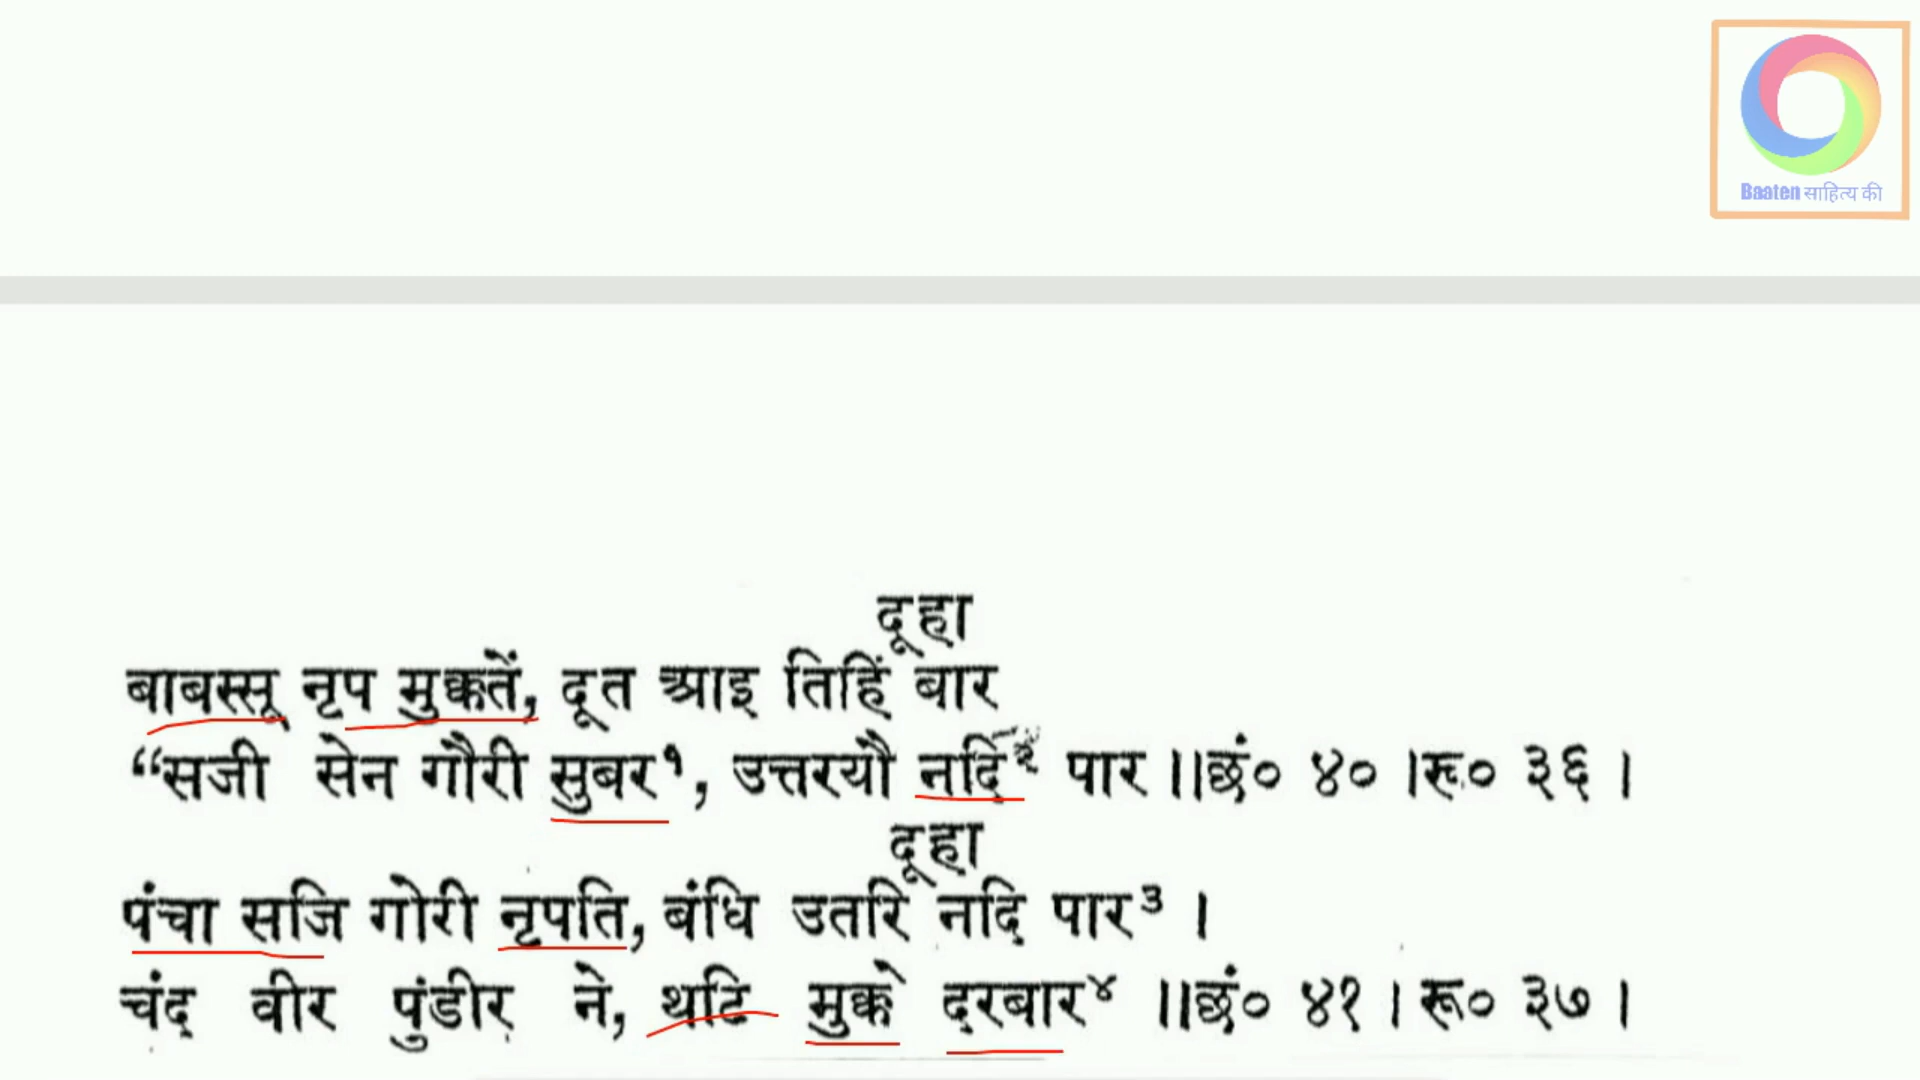 Baaten साहित्य की
दूहा
बाबस्सू नृप मुक्कतें, दूत आइ तिहिं बार
“सजी सेन गौरी सुबर¹, उत्तरयौ नदि² पार ||छं० ४० ।रू० ३६ ।
दूहा
पंचा सजि गोरी नृपति, बंधि उतरि नदि पार³ ।
चंद वीर पुंडीर ने, थटि मुक्के दरबार⁴ ||छं० ४१ । रू० ३७ ।